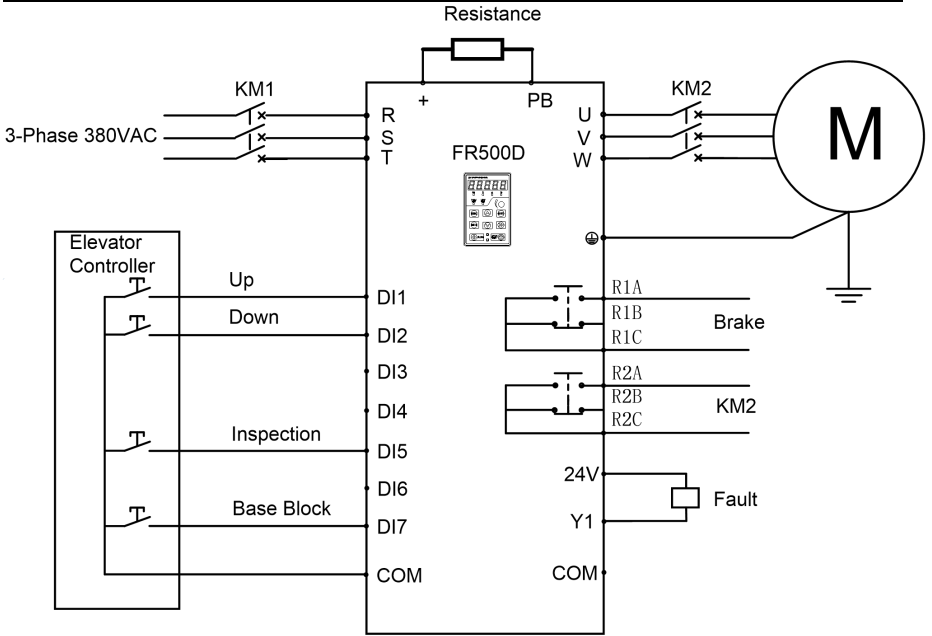 Resistance
+
PB
KM1
KM2
3-Phase 380VAC
R
S
T
U
V
W
M
FR500D
Elevator
Controller
Up
DI1
Down
DI2
DI3
DI4
Inspection
DI5
DI6
Base Block
DI7
COM
R1A
R1B
R1C
Brake
R2A
R2B
R2C
KM2
24V
Fault
Y1
COM